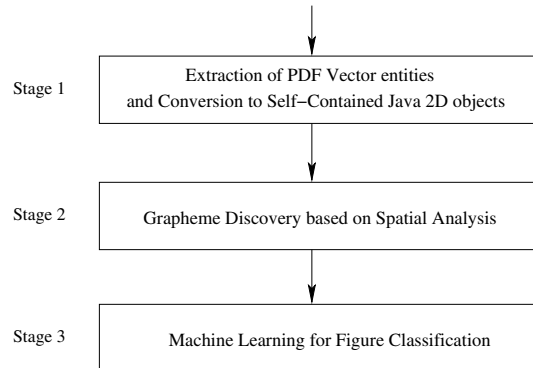 Stage 1
Extraction of PDF Vector entities
and Conversion to Self−Contained Java 2D objects
Stage 2
Grapheme Discovery based on Spatial Analysis
Stage 3
Machine Learning for Figure Classification